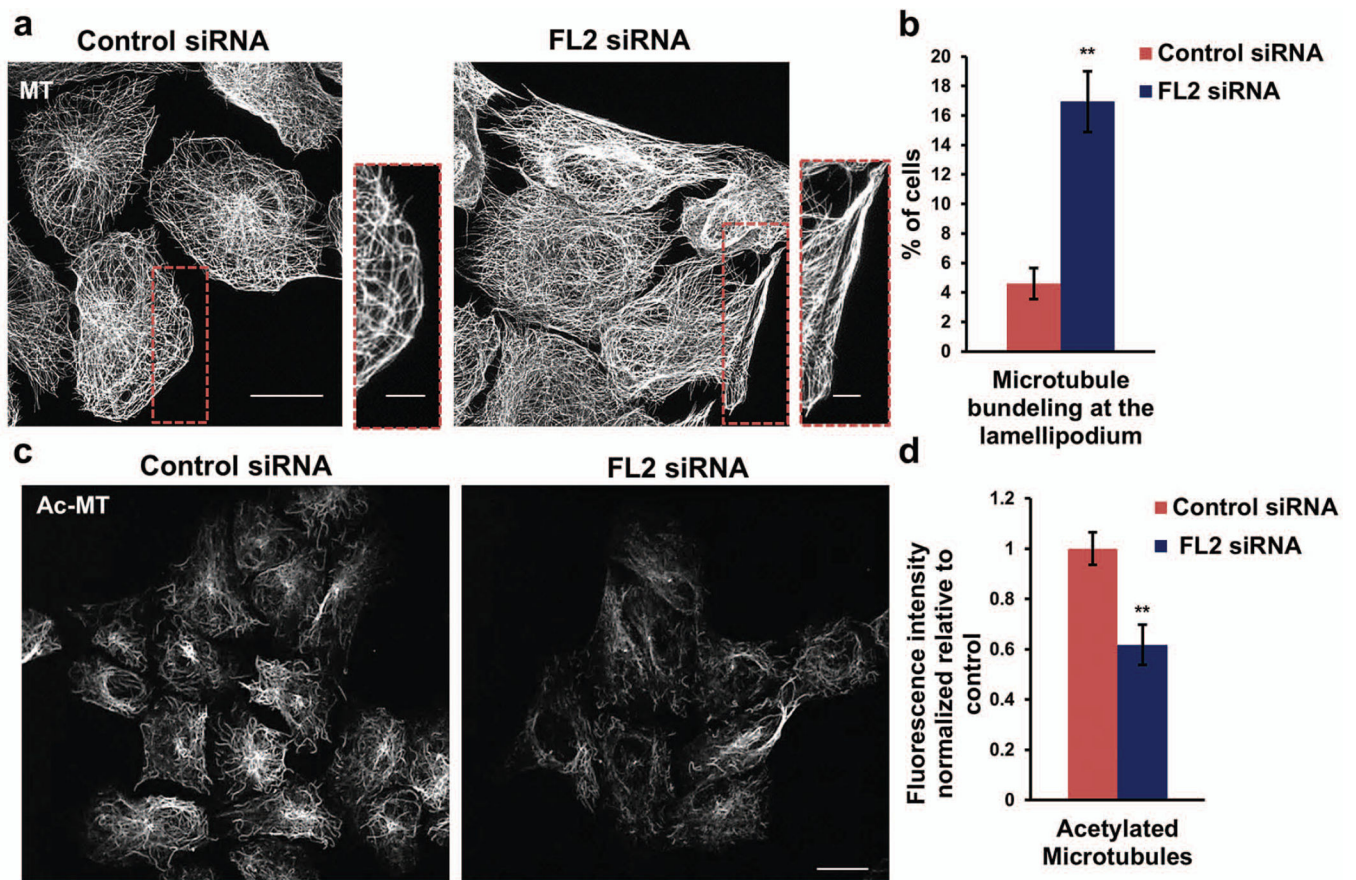 a
Control siRNA
FL2 siRNA
MT
b
Control siRNA
FL2 siRNA
**
20
18
16
14
12
10
8
6
4
2
0
% of cells
Microtubule
bundeling at the
lamellipodium
c
Control siRNA
FL2 siRNA
Ac-MT
d
Control siRNA
FL2 siRNA
**
1.2
1
0.8
0.6
0.4
0.2
0
Fluorescence intensity
normalized relative to
control
Acetylated
Microtubules